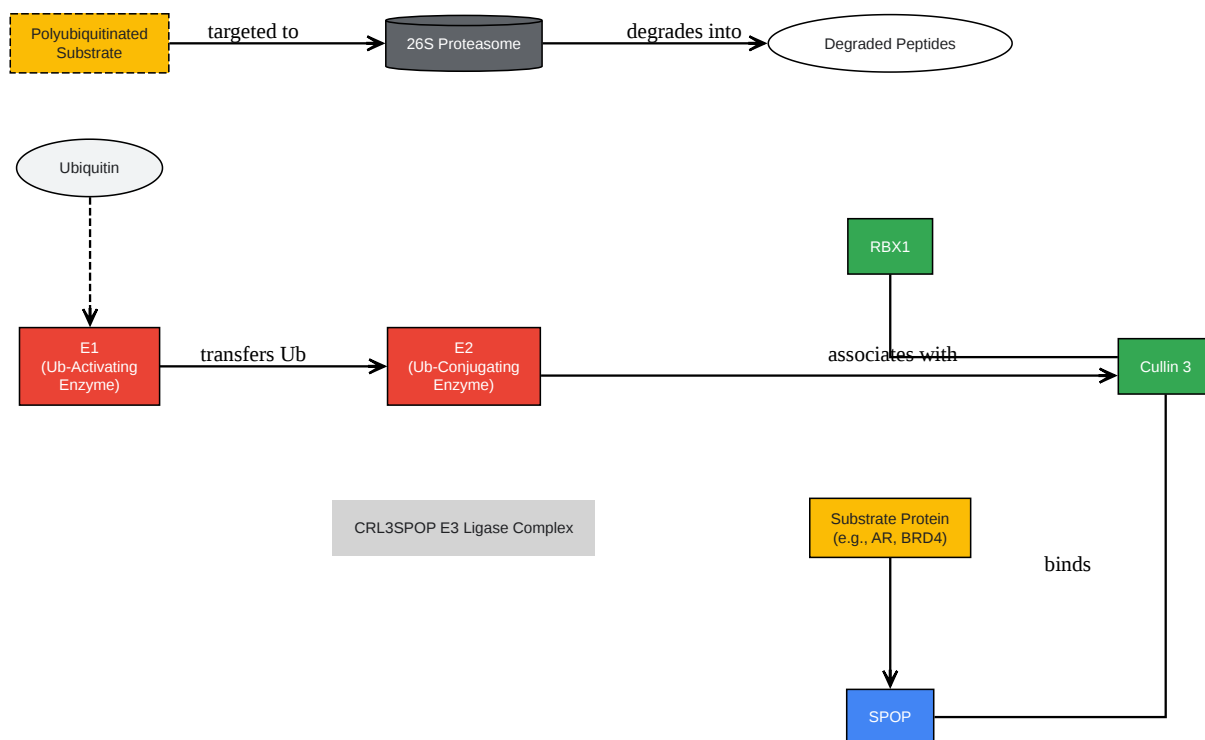 Polyubiquitinated
Substrate
targeted to
26S Proteasome
degrades into
Degraded Peptides
Ubiquitin
RBX1
E1
(Ub-Activating
Enzyme)
transfers Ub
E2
(Ub-Conjugating
Enzyme)
associates with
Cullin 3
CRL3SPOP E3 Ligase Complex
Substrate Protein
(e.g., AR, BRD4)
binds
SPOP